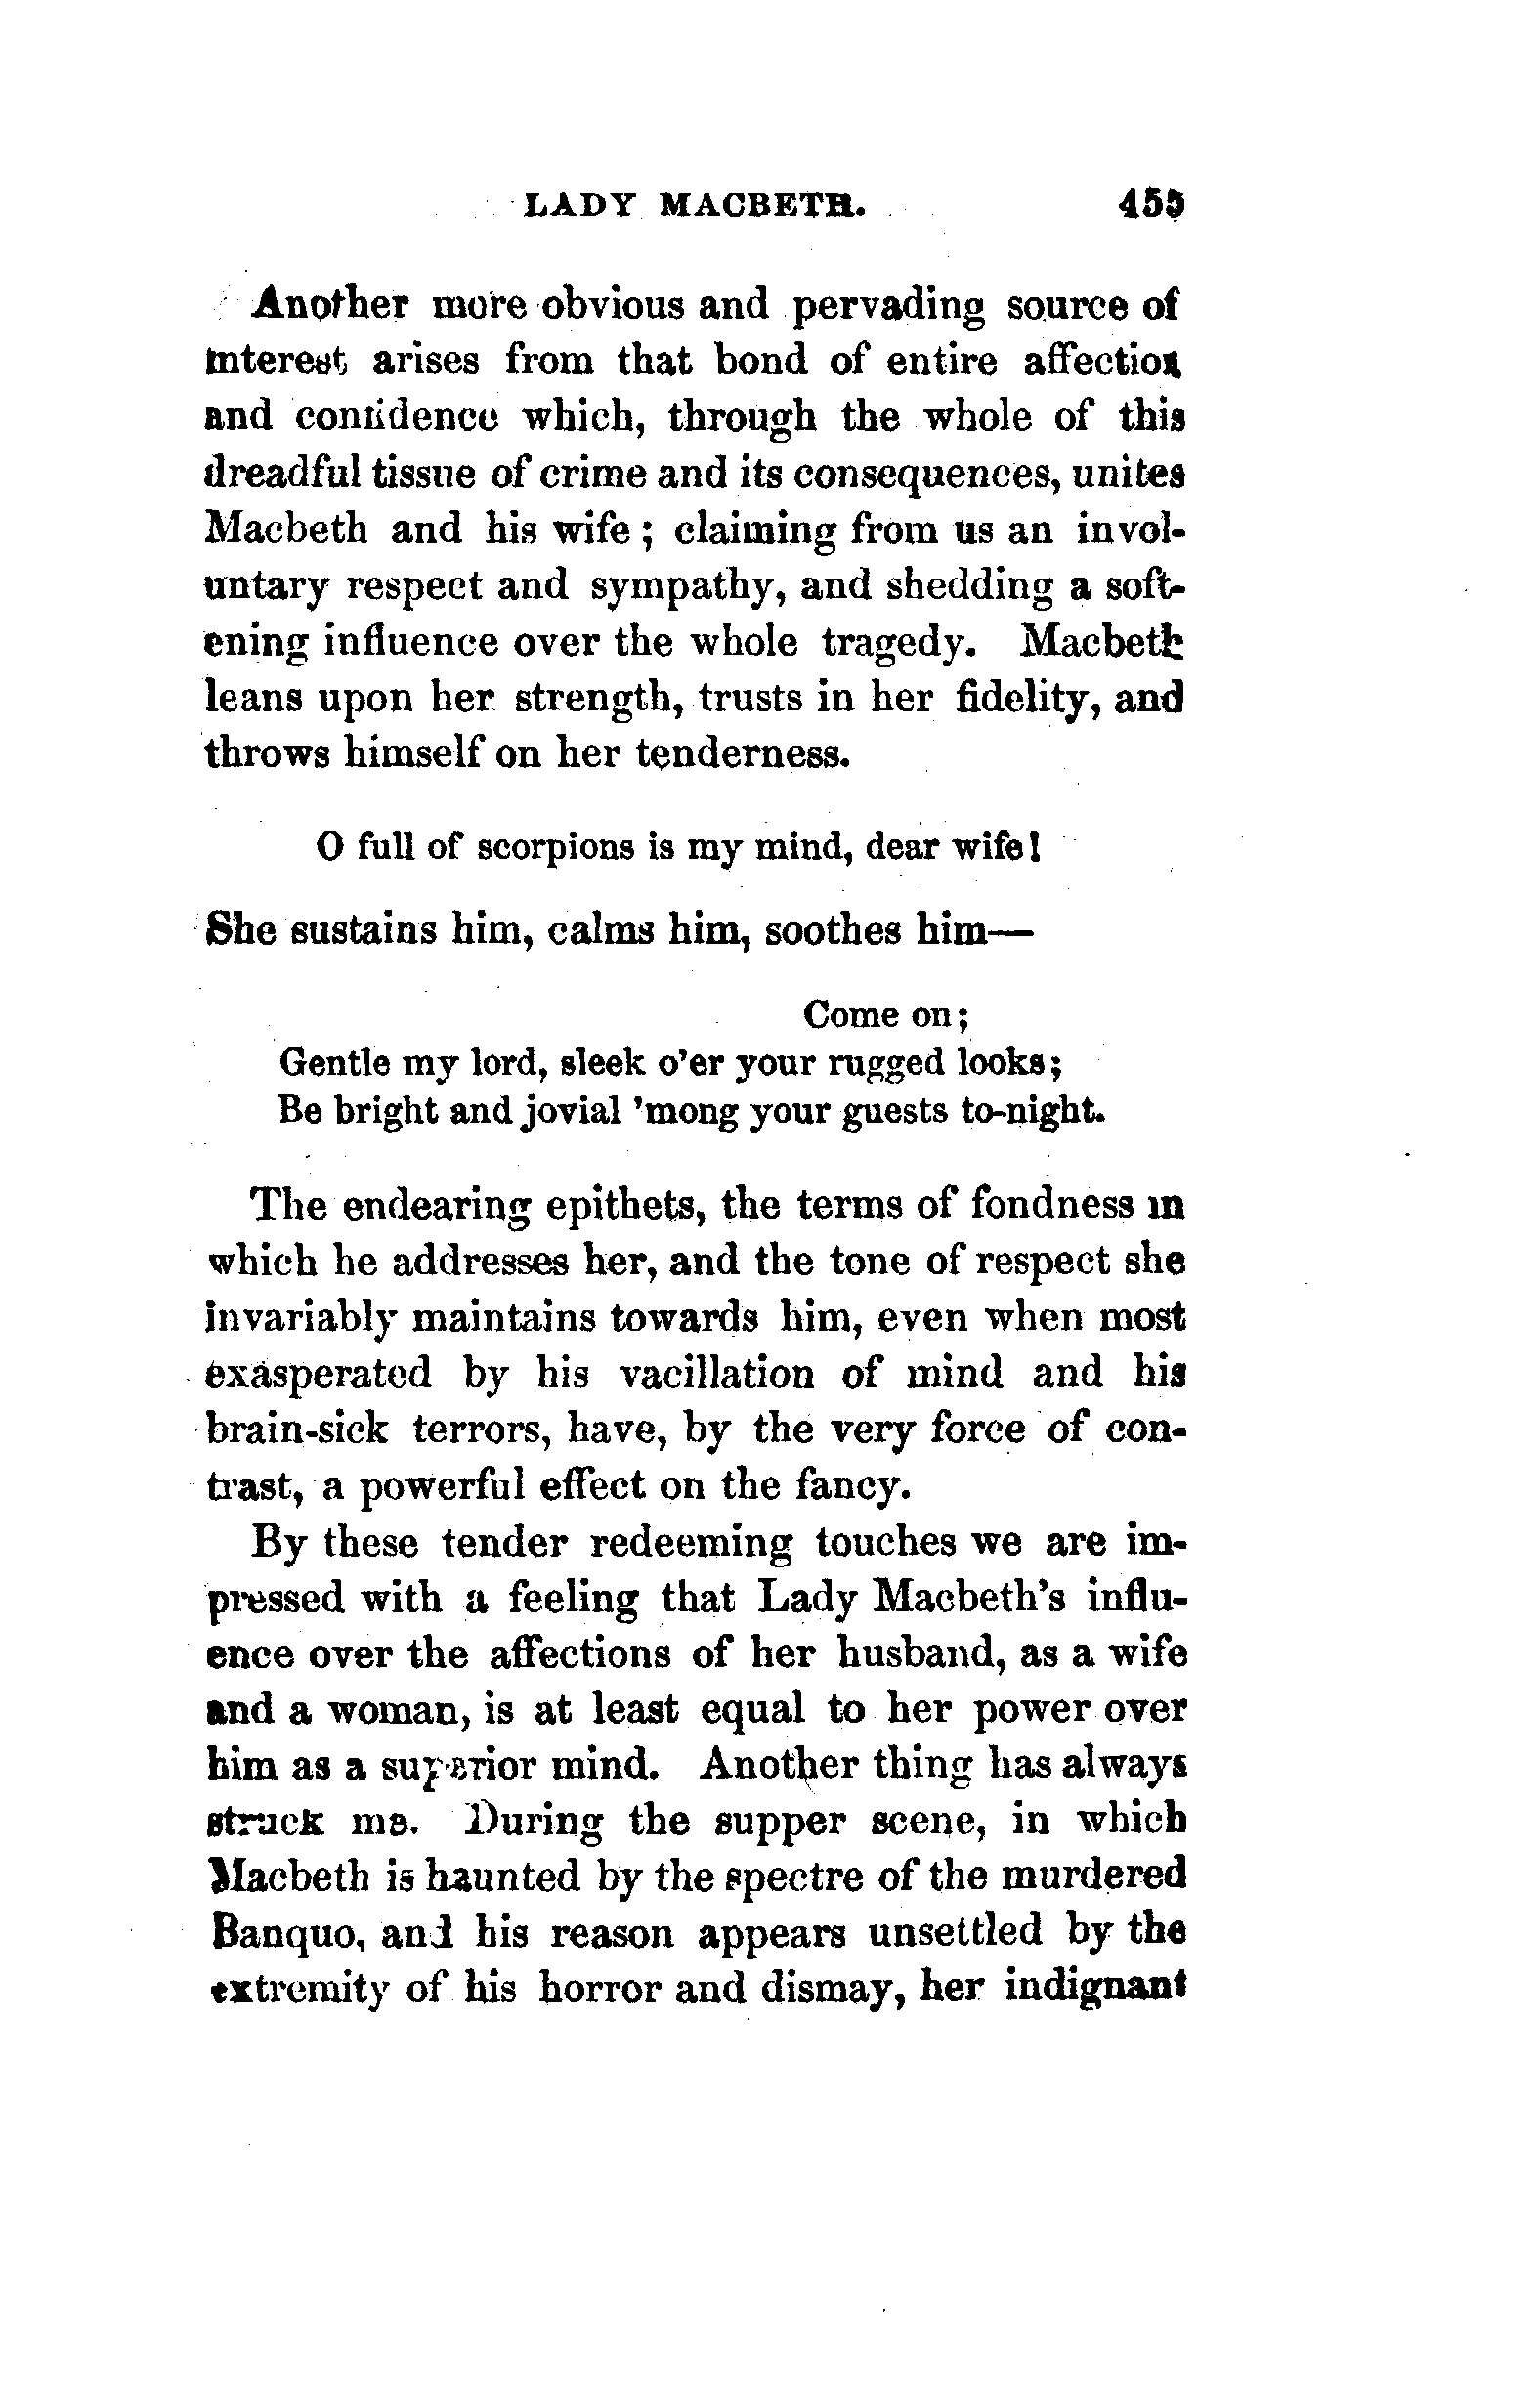 LADY MACBETH. 455
Another more obvious and pervading source of
interest arises from that bond of entire affection
and confidence which, through the whole of this
dreadful tissue of crime and its consequences, unites
Macbeth and his wife; claiming from us an invol-
untary respect and sympathy, and shedding a soft-
ening influence over the whole tragedy. Macbeth
leans upon her strength, trusts in her fidelity, and
throws himself on her tenderness.
O full of scorpions is my mind, dear wife!
She sustains him, calms him, soothes him—
Come on;
Gentle my lord, sleek o'er your rugged looks;
Be bright and jovial 'mong your guests to-night.
The endearing epithets, the terms of fondness in
which he addresses her, and the tone of respect she
invariably maintains towards him, even when most
exasperated by his vacillation of mind and his
brain-sick terrors, have, by the very force of con-
trast, a powerful effect on the fancy.
By these tender redeeming touches we are im-
pressed with a feeling that Lady Macbeth's influ-
ence over the affections of her husband, as a wife
and a woman, is at least equal to her power over
him as a superior mind. Another thing has always
struck me. During the supper scene, in which
Macbeth is haunted by the spectre of the murdered
Banquo, and his reason appears unsettled by the
extremity of his horror and dismay, her indignant